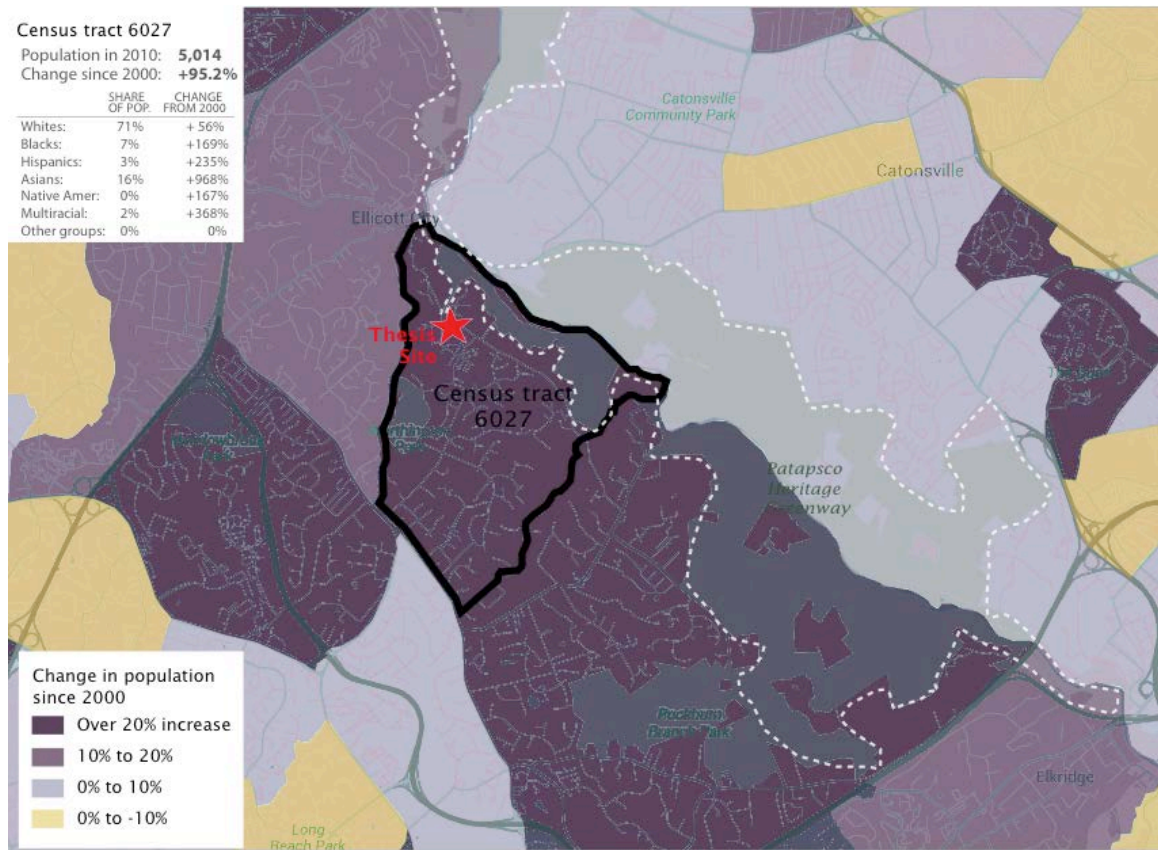 Census tract 6027
Population in 2010: 5,014
Change since 2000: +95.2%
SHARE OF POP. CHANGE FROM 2000
Whites: 71% + 56%
Blacks: 7% +169%
Hispanics: 3% +235%
Asians: 16% +968%
Native Amer: 0% +167%
Multiracial: 2% +368%
Other groups: 0% 0%
Catonsville
Community Park
Catonsville
Ellicott City
Thesis
Site
Census tract
6027
Patapsco
Heritage
Greenway
Rockburn
Branch Park
Elkridge
Long
Reach Park
Change in population
since 2000
Over 20% increase
10% to 20%
0% to 10%
0% to -10%